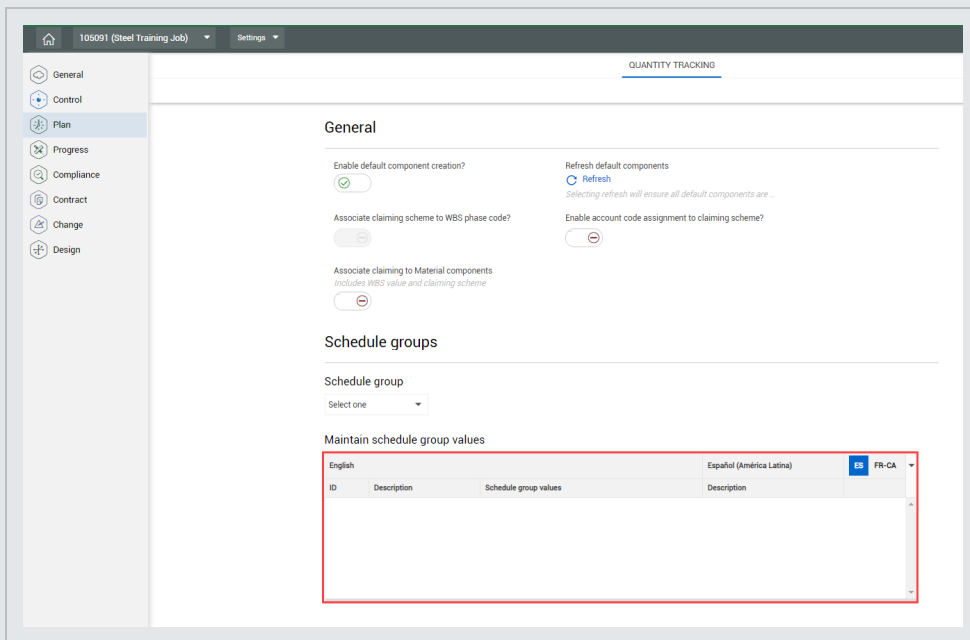 105091 (Steel Training Job) Settings
General
Control
Plan
Progress
Compliance
Contract
Change
Design
QUANTITY TRACKING
General
Enable default component creation?
Refresh default components
Refresh
Selecting refresh will ensure all default components are ...
Associate claiming scheme to WBS phase code?
Enable account code assignment to claiming scheme?
Associate claiming to Material components
Includes WBS value and claiming scheme
Schedule groups
Schedule group
Select one
Maintain schedule group values
English Español (América Latina) ES FR-CA
ID Description Schedule group values Description